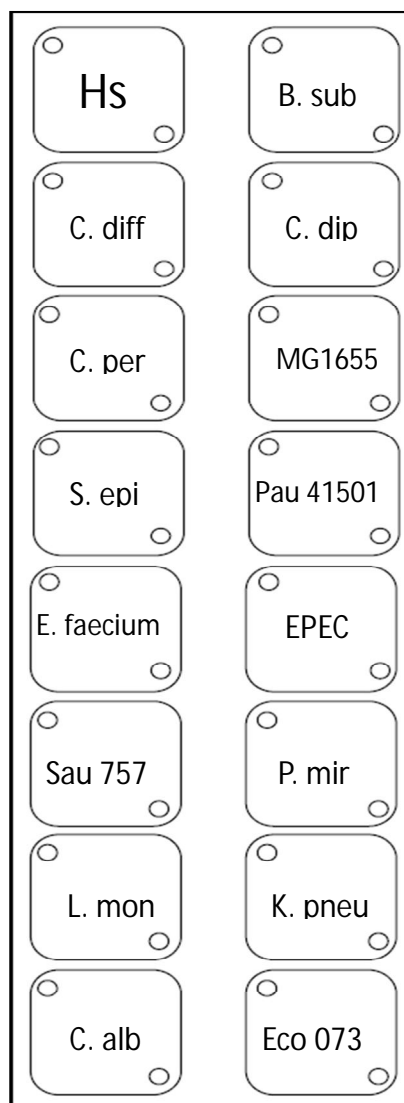 Hs
B. sub
C. diff
C. dip
C. per
MG1655
S. epi
Pau 41501
E. faecium
EPEC
Sau 757
P. mir
L. mon
K. pneu
C. alb
Eco 073